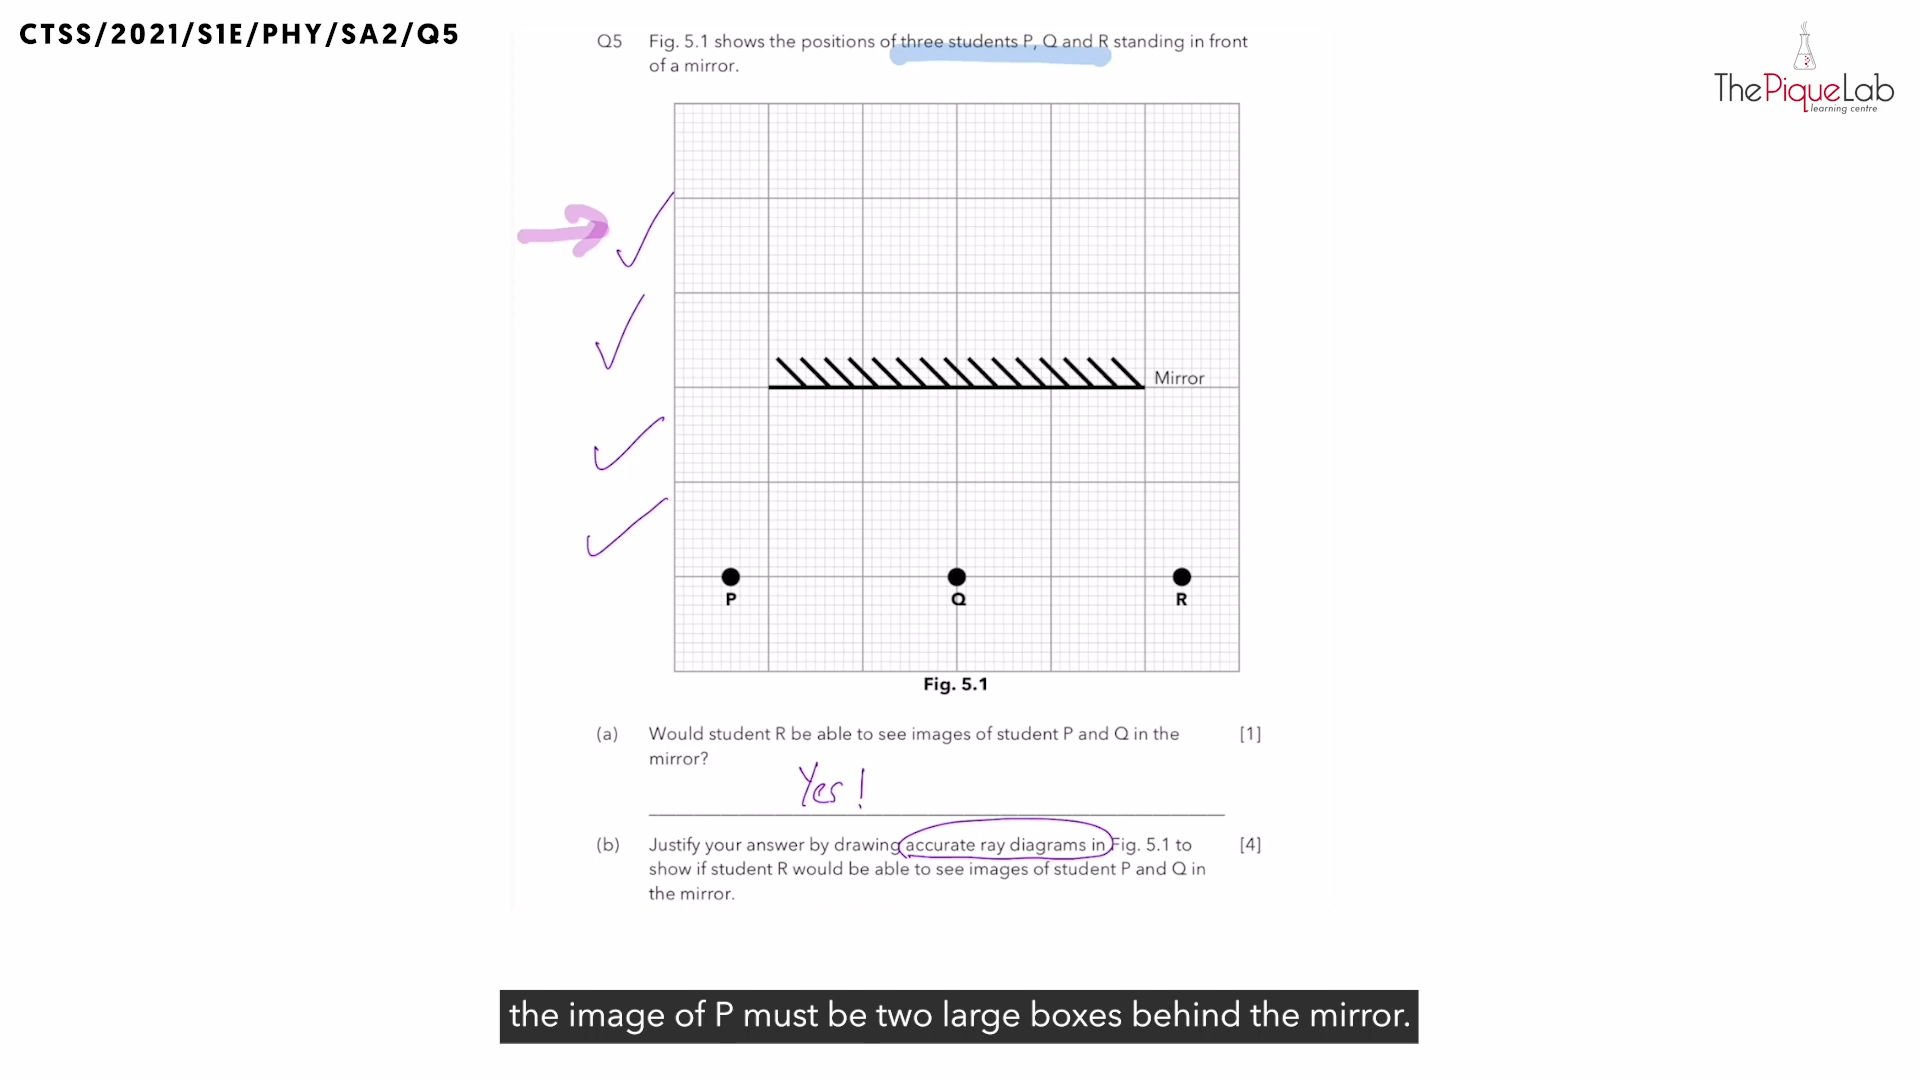 CTSS/2021/S1E/PHY/SA2/Q5
ThePiqueLab
learning centre
Q5 Fig. 5.1 shows the positions of three students P, Q and R standing in front
of a mirror.
Mirror
P Q R
Fig. 5.1
(a) Would student R be able to see images of student P and Q in the [1]
mirror?
Yes!
(b) Justify your answer by drawing accurate ray diagrams in Fig. 5.1 to [4]
show if student R would be able to see images of student P and Q in
the mirror.
the image of P must be two large boxes behind the mirror.